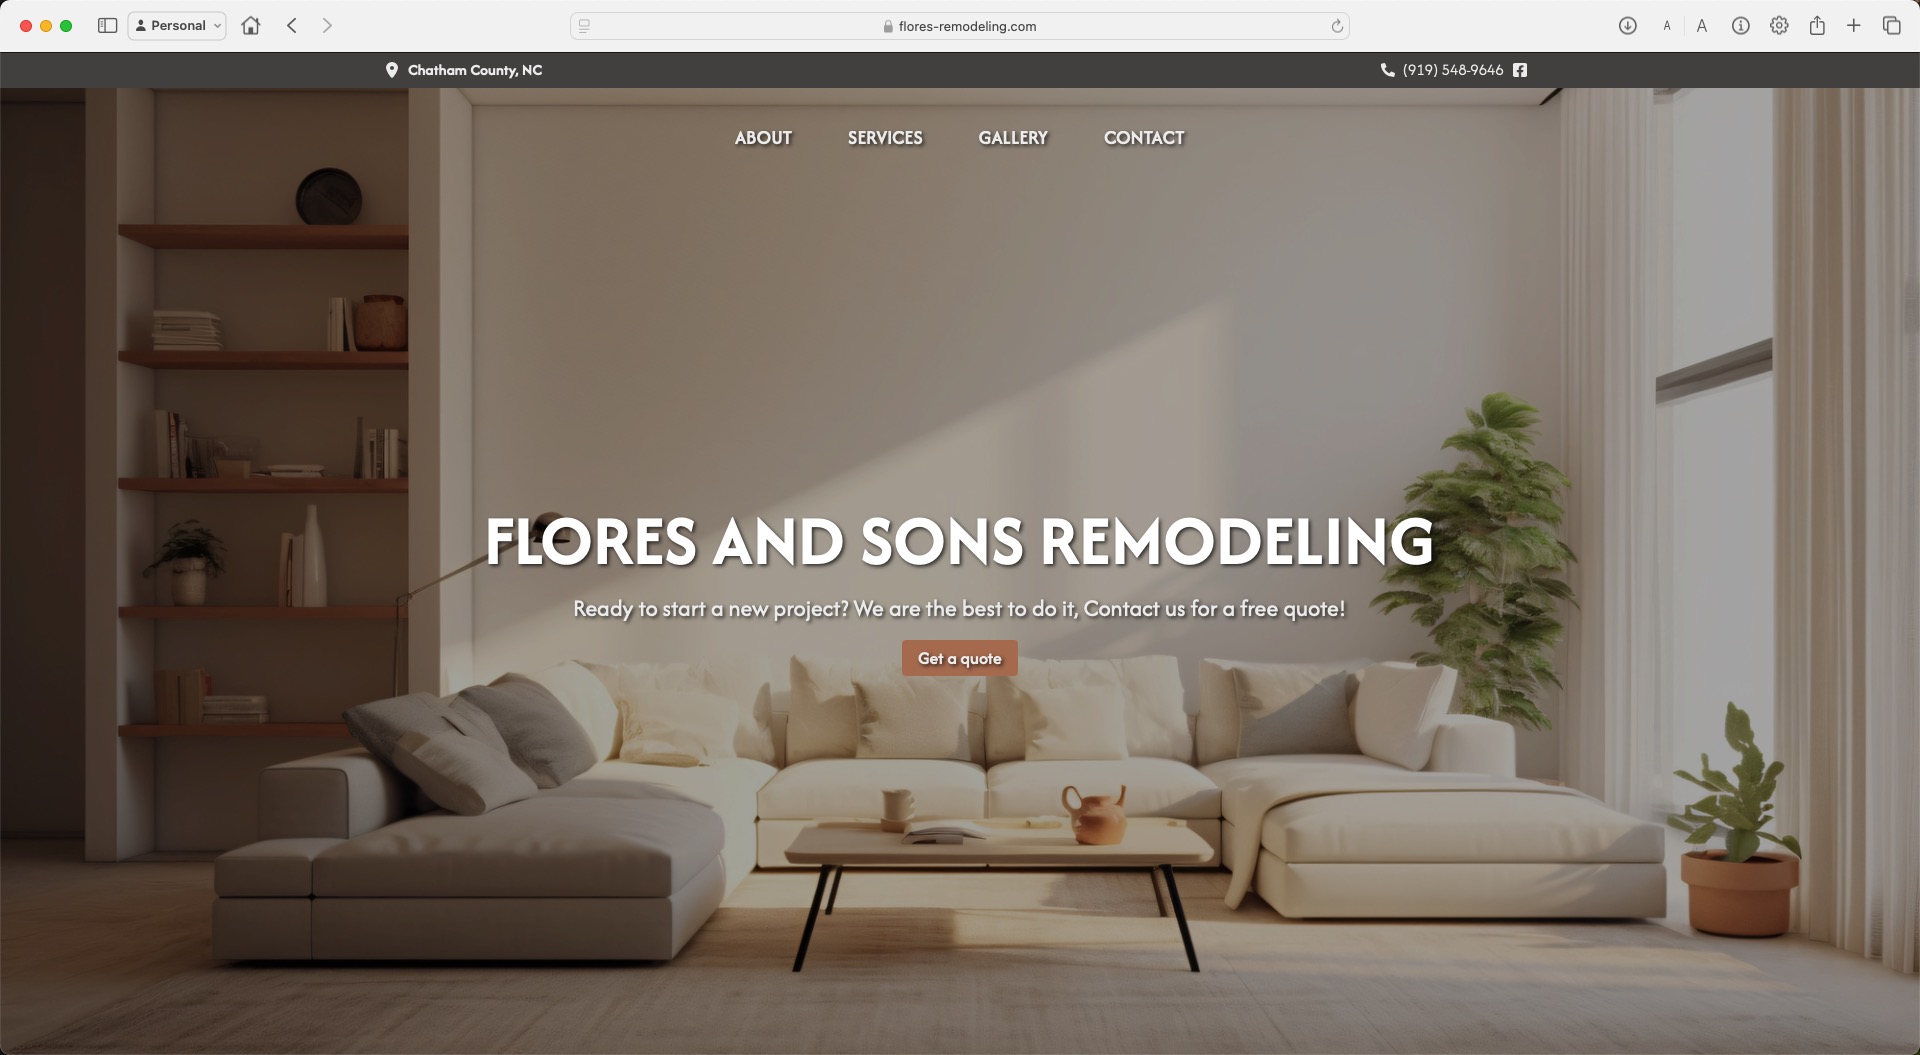 Personal
flores-remodeling.com
A A
Chatham County, NC
(919) 548-9646
ABOUT SERVICES GALLERY CONTACT
FLORES AND SONS REMODELING
Ready to start a new project? We are the best to do it, Contact us for a free quote!
Get a quote